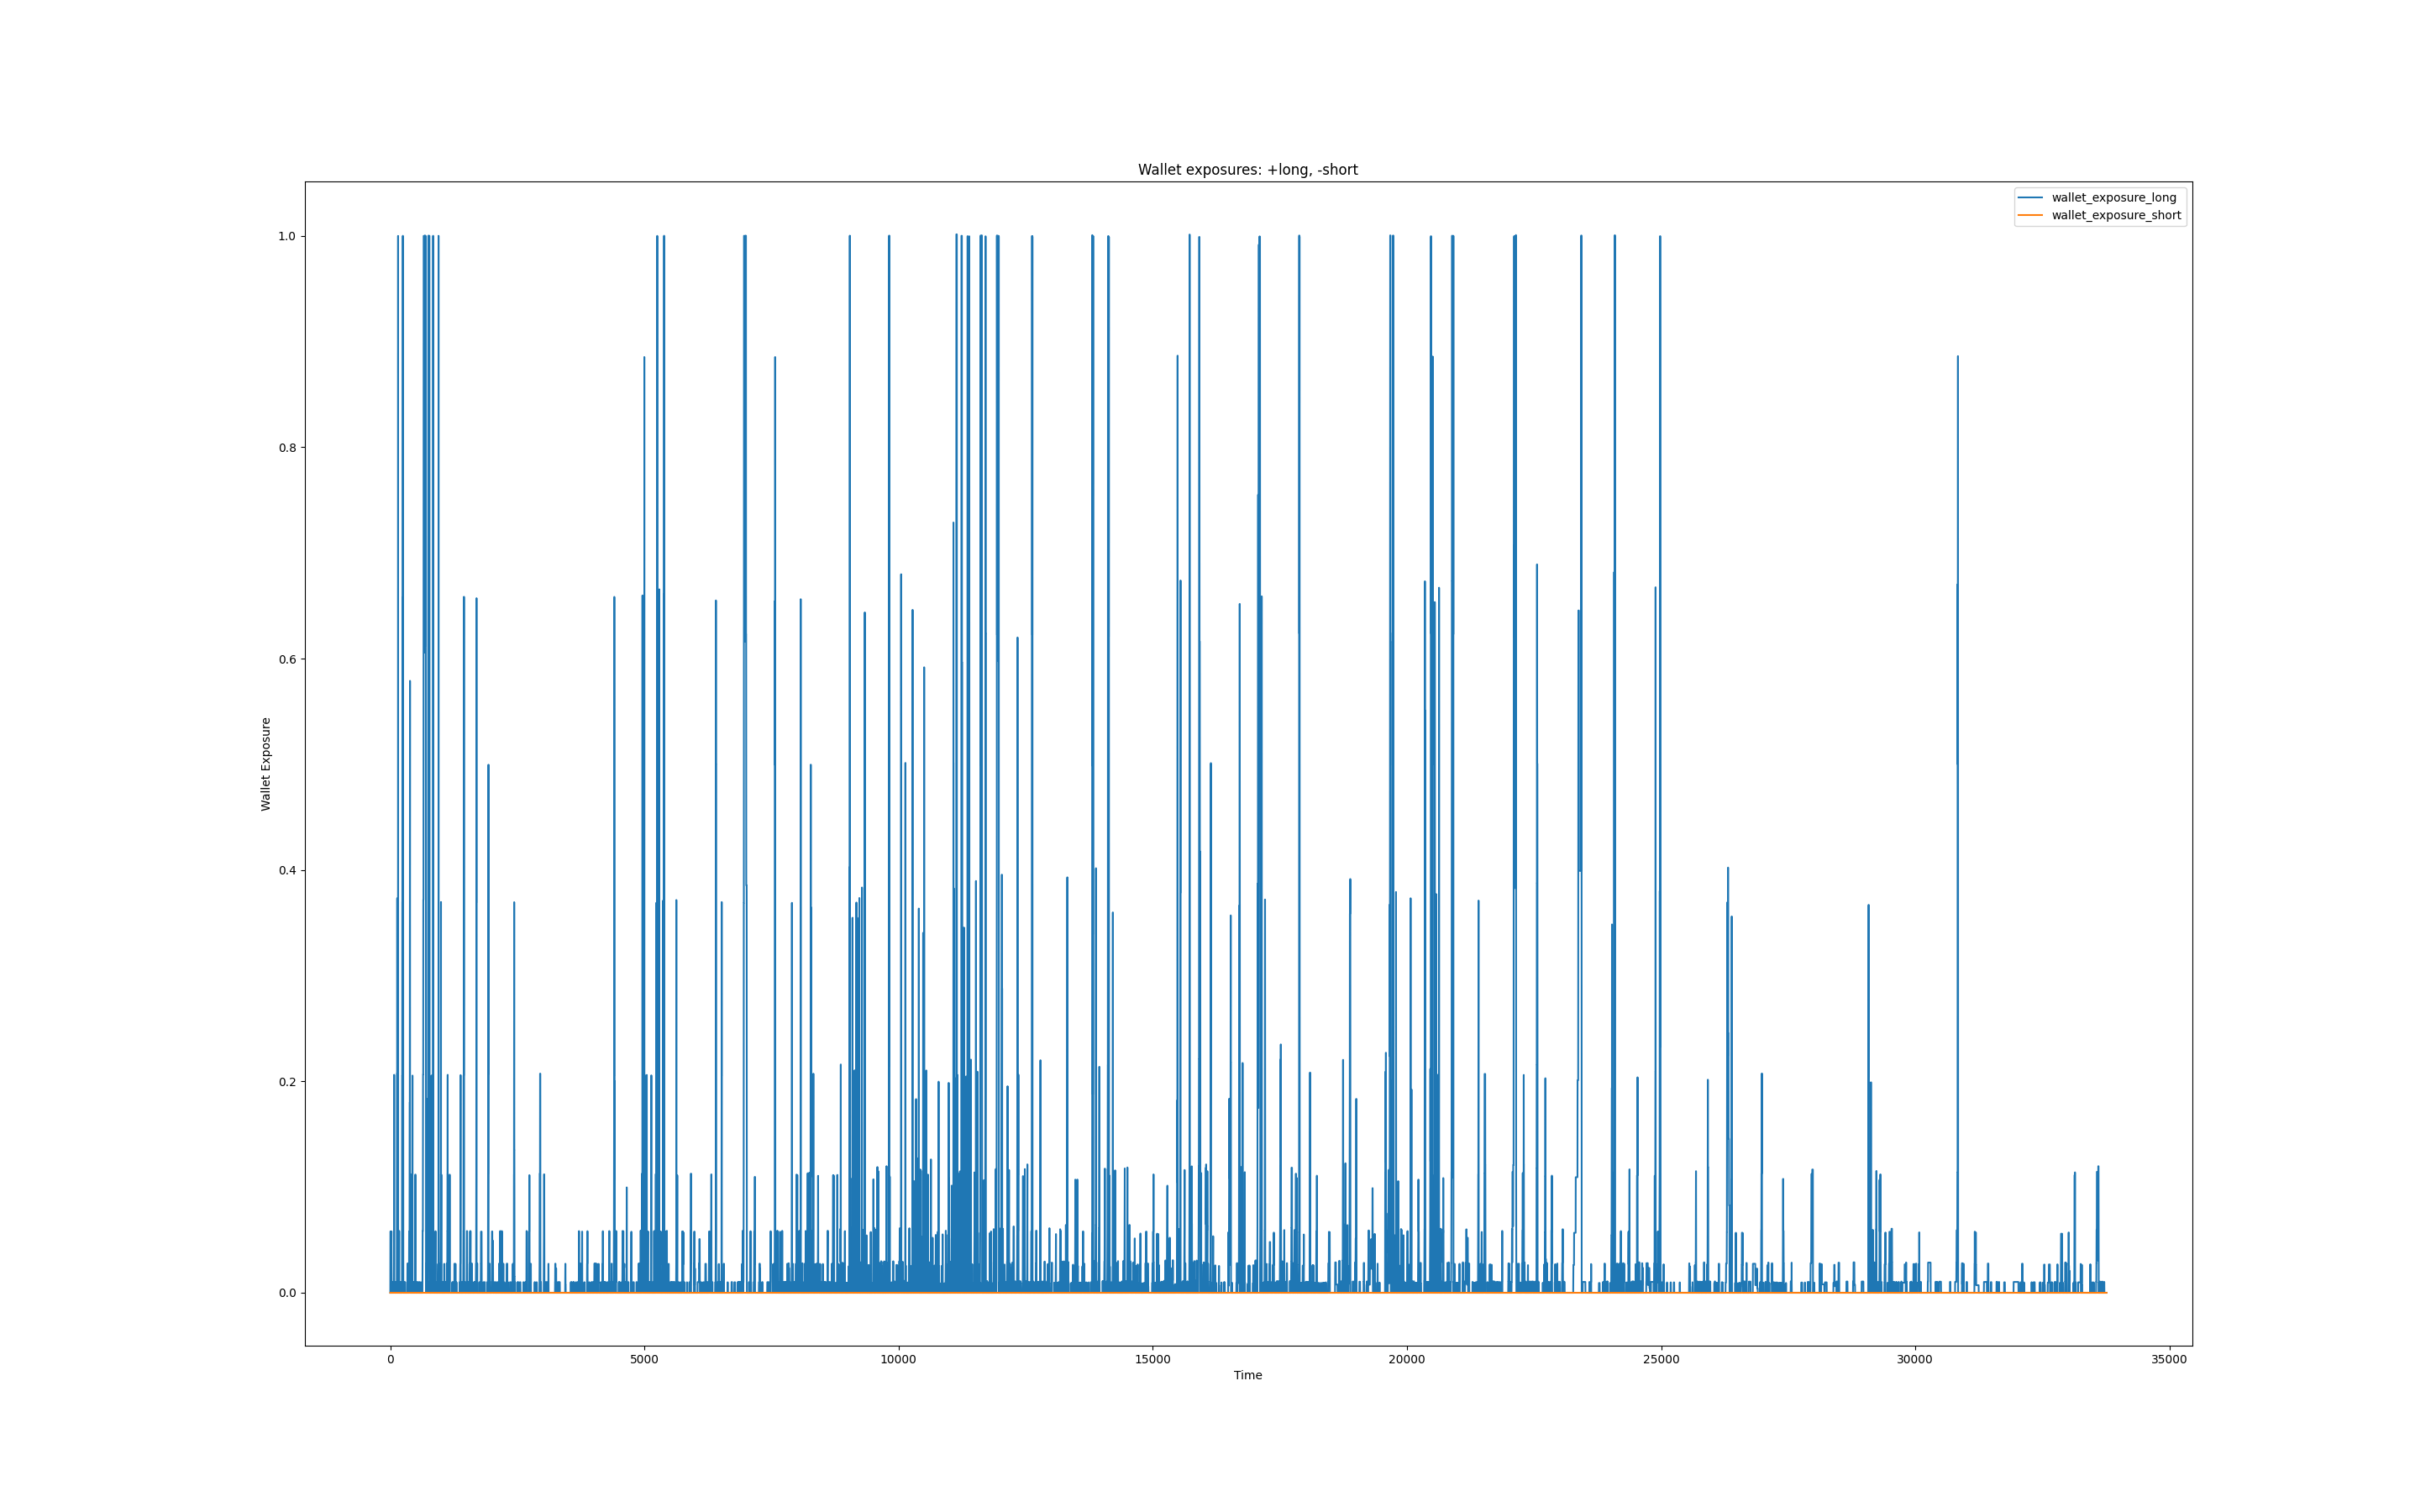 Wallet exposures: +long, -short
wallet_exposure_long
wallet_exposure_short
1.0
0.8
0.6
0.4
0.2
0.0
Wallet Exposure
0 5000 10000 15000 20000 25000 30000 35000
Time